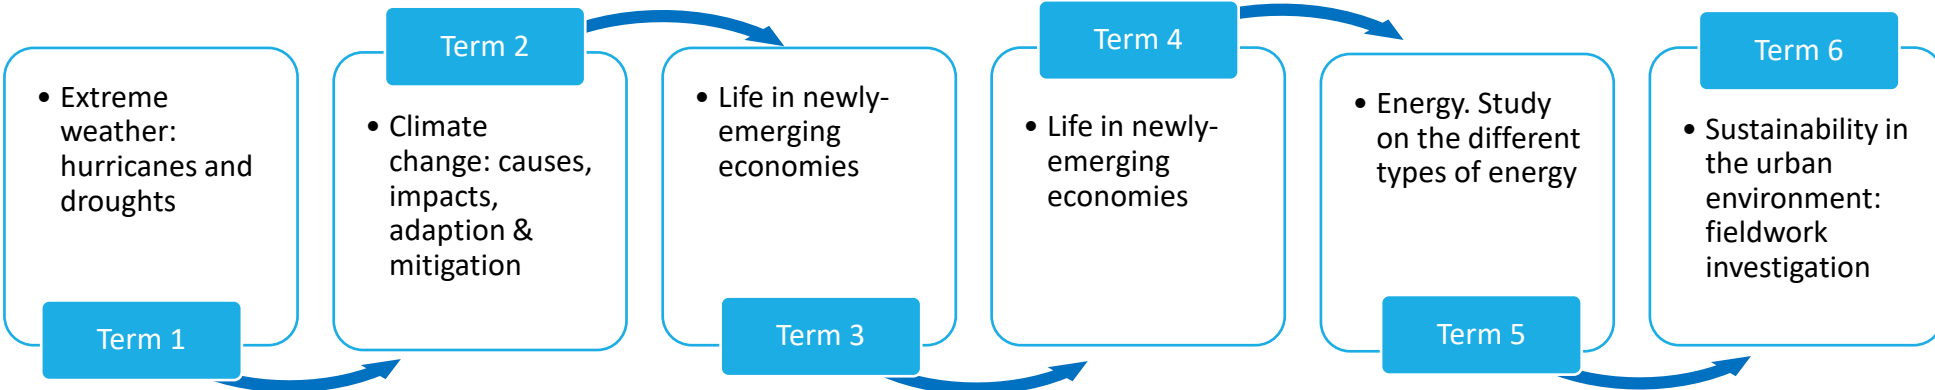 • Extreme
weather:
hurricanes and
droughts
Term 1
Term 2
• Climate
change: causes,
impacts,
adaption &
mitigation
• Life in newly-
emerging
economies
Term 3
Term 4
• Life in newly-
emerging
economies
• Energy. Study
on the different
types of energy
Term 5
Term 6
• Sustainability in
the urban
environment:
fieldwork
investigation